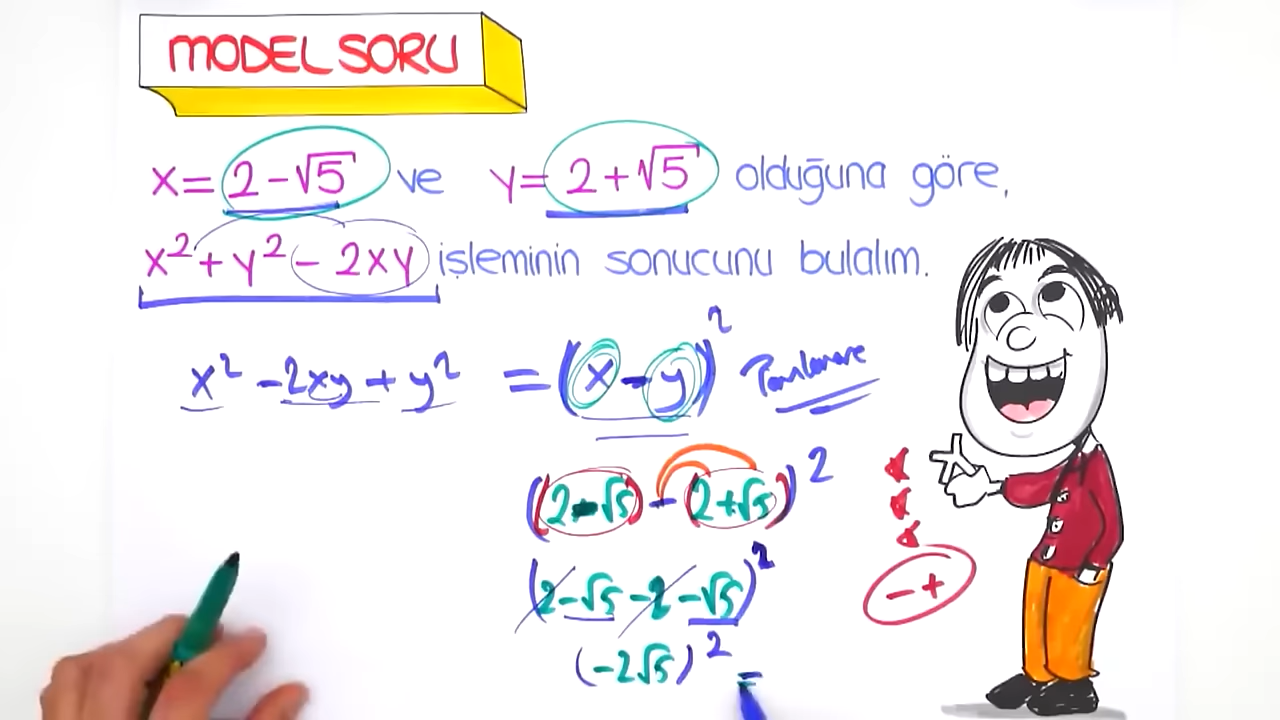 MODEL SORU
x = 2 - √5 ve y = 2 + √5 olduğuna göre,
x² + y² - 2xy işleminin sonucunu bulalım.
x² - 2xy + y² = (x - y)²
((2 - √5) - (2 + √5))²
(2 - √5 - 2 - √5)²
- +
(-2√5)² =